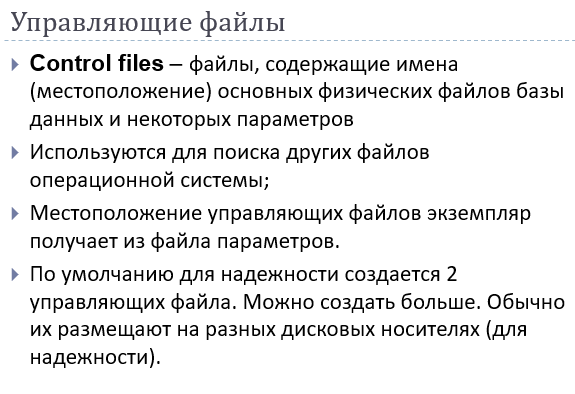 Управляющие файлы
Control files – файлы, содержащие имена
(местоположение) основных физических файлов базы
данных и некоторых параметров
Используются для поиска других файлов
операционной системы;
Местоположение управляющих файлов экземпляр
получает из файла параметров.
По умолчанию для надежности создается 2
управляющих файла. Можно создать больше. Обычно
их размещают на разных дисковых носителях (для
надежности).